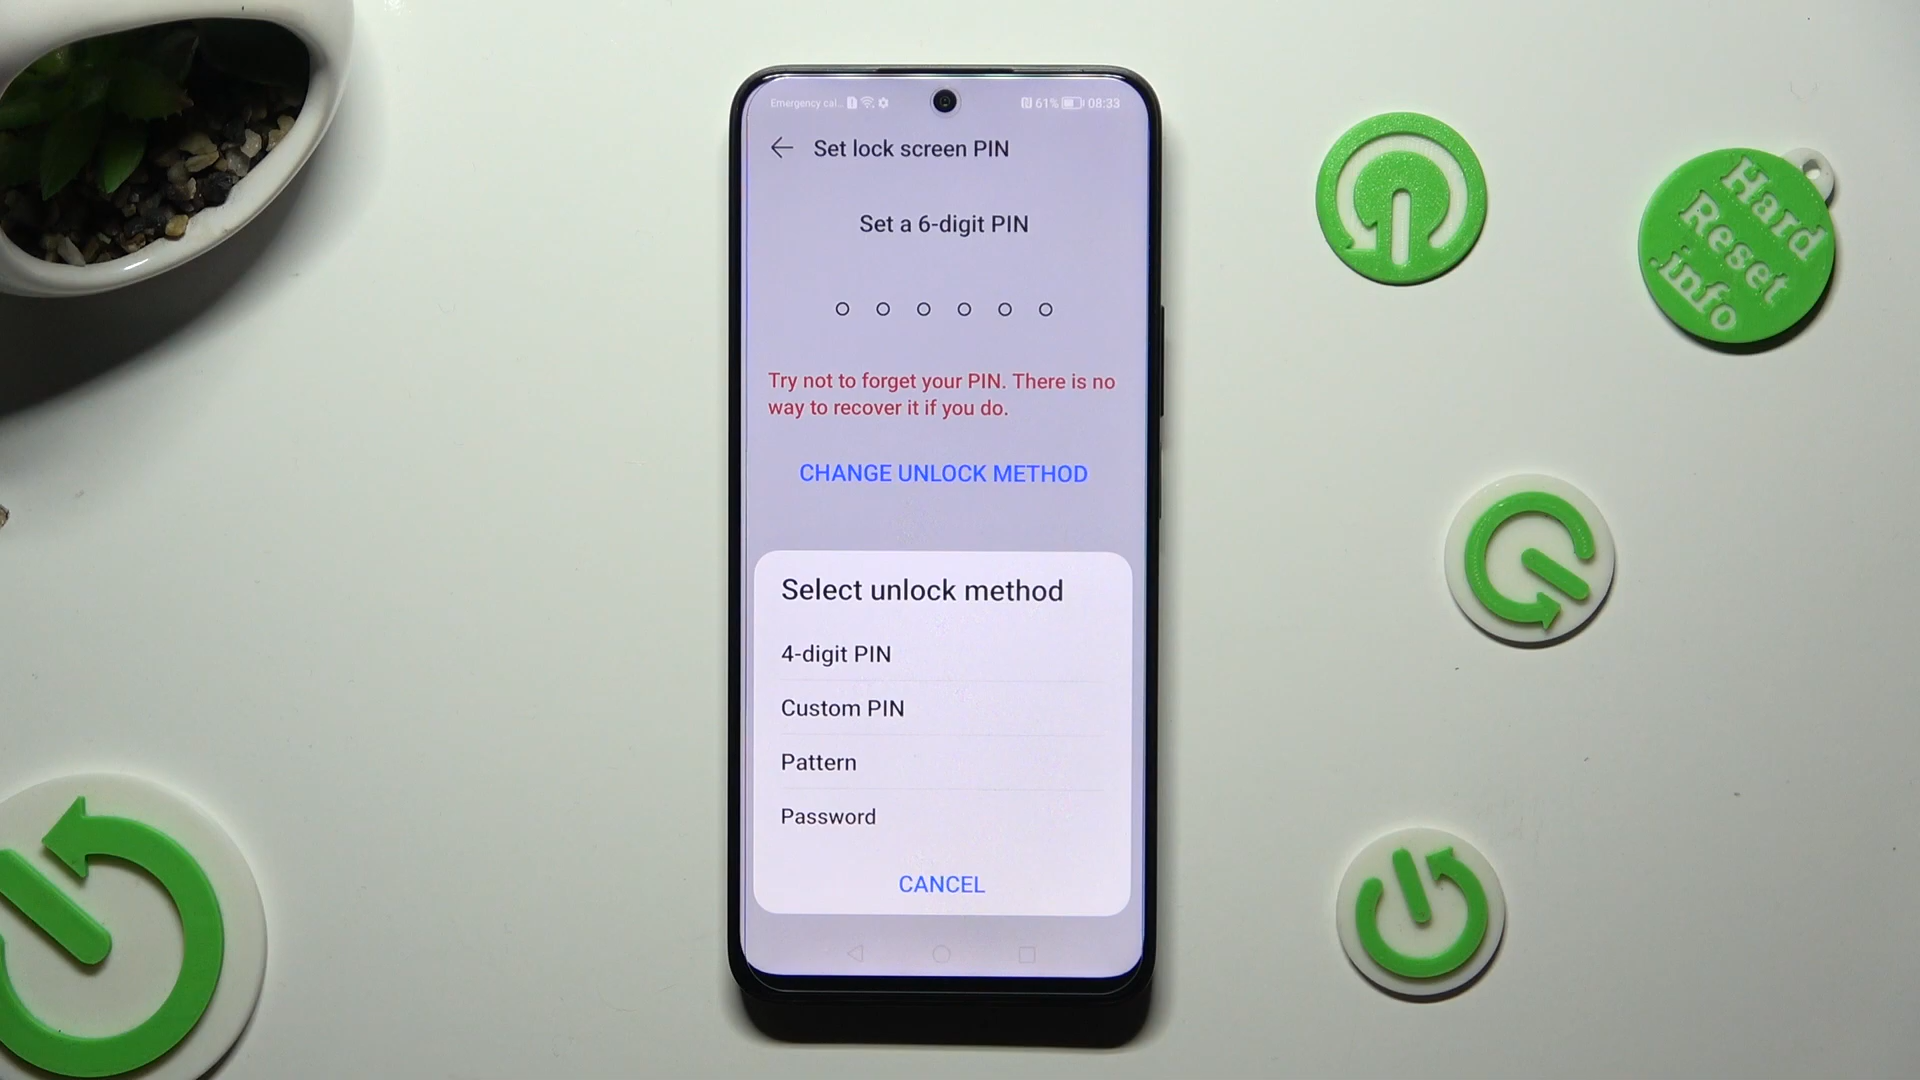 Emergency cal... 61% 08:33
Set lock screen PIN
Set a 6-digit PIN
Try not to forget your PIN. There is no
way to recover it if you do.
CHANGE UNLOCK METHOD
Select unlock method
4-digit PIN
Custom PIN
Pattern
Password
CANCEL
Hard
Reset
.info